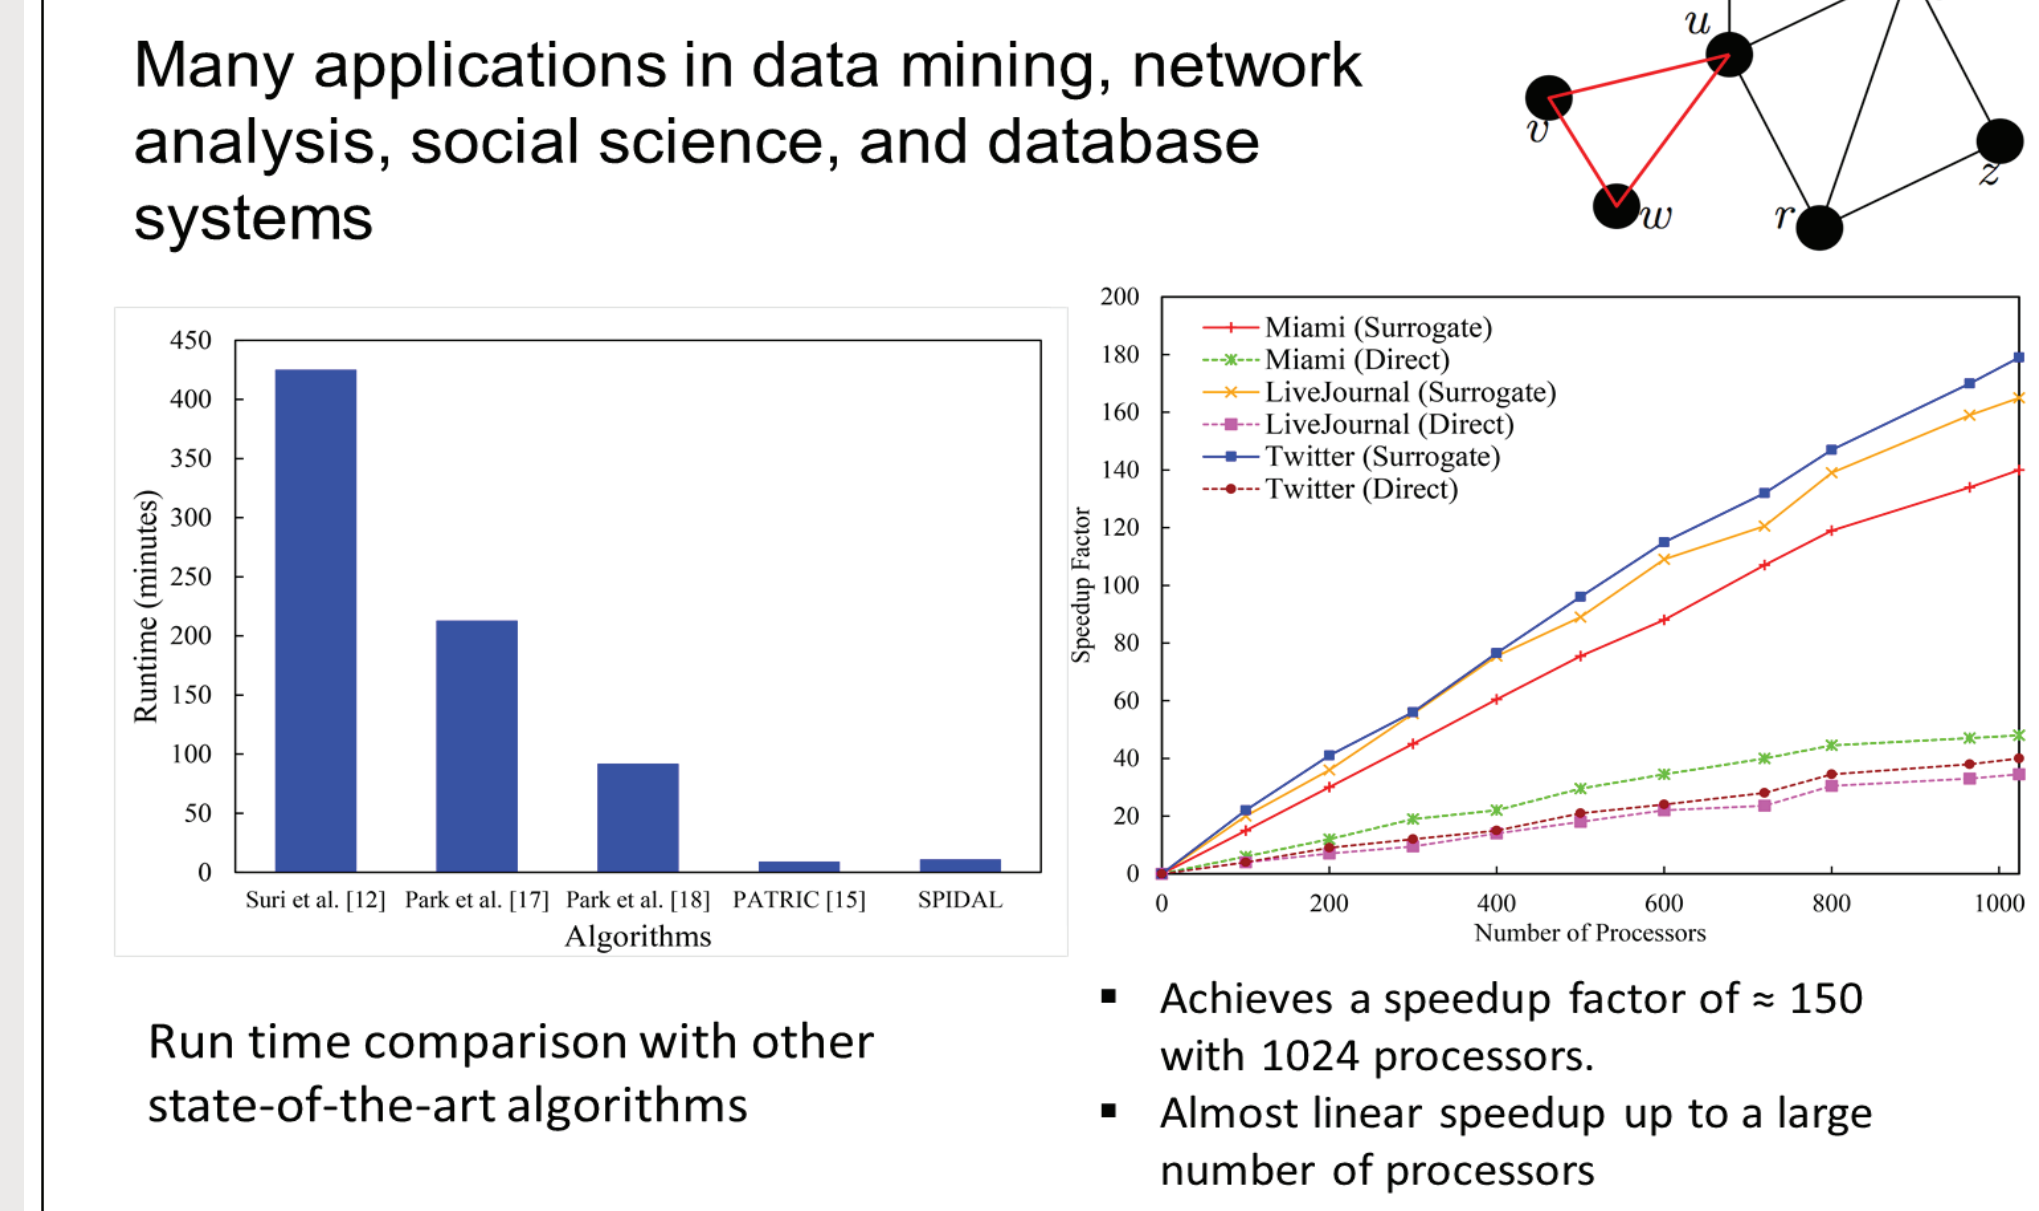 Many applications in data mining, network
analysis, social science, and database
systems
u
v
w
r
z
450
400
350
300
250
200
150
100
50
0
Runtime (minutes)
Suri et al. [12] Park et al. [17] Park et al. [18] PATRIC [15] SPIDAL
Algorithms
200
180
160
140
120
100
80
60
40
20
0
Speedup Factor
Miami (Surrogate)
Miami (Direct)
LiveJournal (Surrogate)
LiveJournal (Direct)
Twitter (Surrogate)
Twitter (Direct)
0 200 400 600 800 1000
Number of Processors
Run time comparison with other
state-of-the-art algorithms
▪ Achieves a speedup factor of ≈ 150
with 1024 processors.
▪ Almost linear speedup up to a large
number of processors